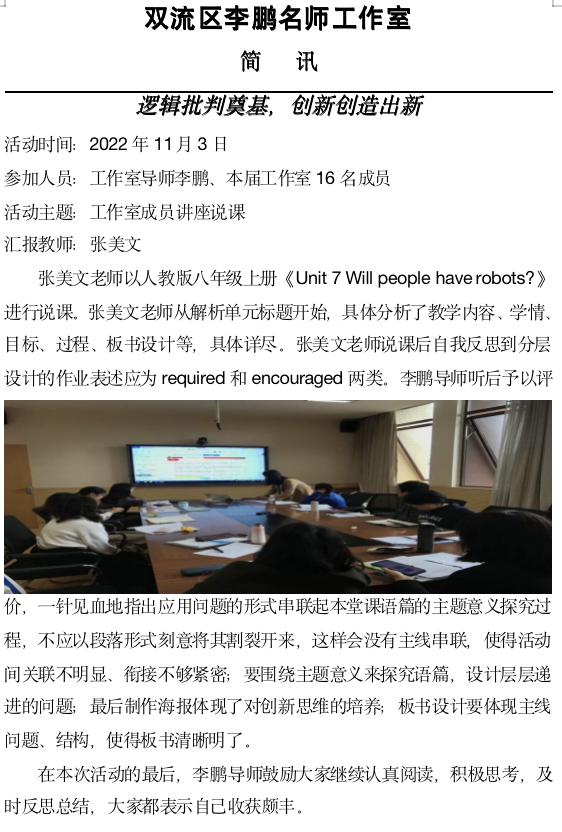 双流区李鹏名师工作室
简 讯
逻辑批判奠基，创新创造出新
活动时间：2022 年 11 月 3 日
参加人员：工作室导师李鹏、本届工作室 16 名成员
活动主题：工作室成员讲座说课
汇报教师：张美文
张美文老师以人教版八年级上册《Unit 7 Will people have robots?》
进行说课。张美文老师从解析单元标题开始，具体分析了教学内容、学情、
目标、过程、板书设计等，具体详尽。张美文老师说课后自我反思到分层
设计的作业表述应为 required 和 encouraged 两类。李鹏导师听后予以评
价，一针见血地指出应用问题的形式串联起本堂课语篇的主题意义探究过
程，不应以段落形式刻意将其割裂开来，这样会没有主线串联，使得活动
间关联不明显、衔接不够紧密；要围绕主题意义来探究语篇，设计层层递
进的问题；最后制作海报体现了对创新思维的培养；板书设计要体现主线
问题、结构，使得板书清晰明了。
在本次活动的最后，李鹏导师鼓励大家继续认真阅读，积极思考，及
时反思总结，大家都表示自己收获颇丰。